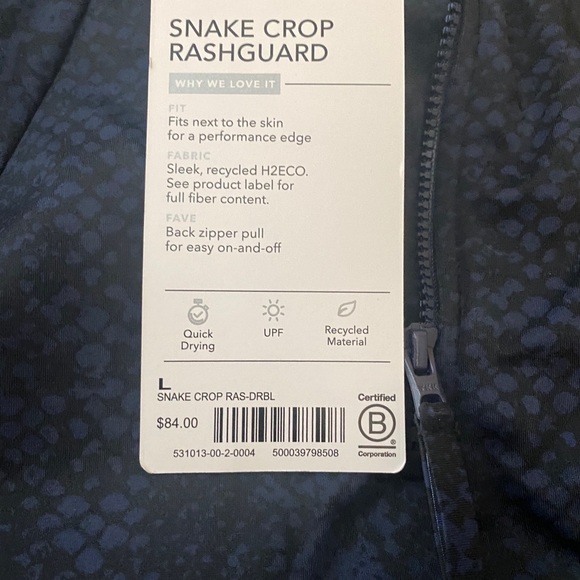 SNAKE CROP
RASHGUARD
WHY WE LOVE IT
FIT
Fits next to the skin
for a performance edge
FABRIC
Sleek, recycled H2ECO.
See product label for
full fiber content.
FAVE
Back zipper pull
for easy on-and-off
Quick
Drying
UPF
Recycled
Material
L
SNAKE CROP RAS-DRBL
$84.00
531013-00-2-0004
500039798508
Certified
B
®
Corporation